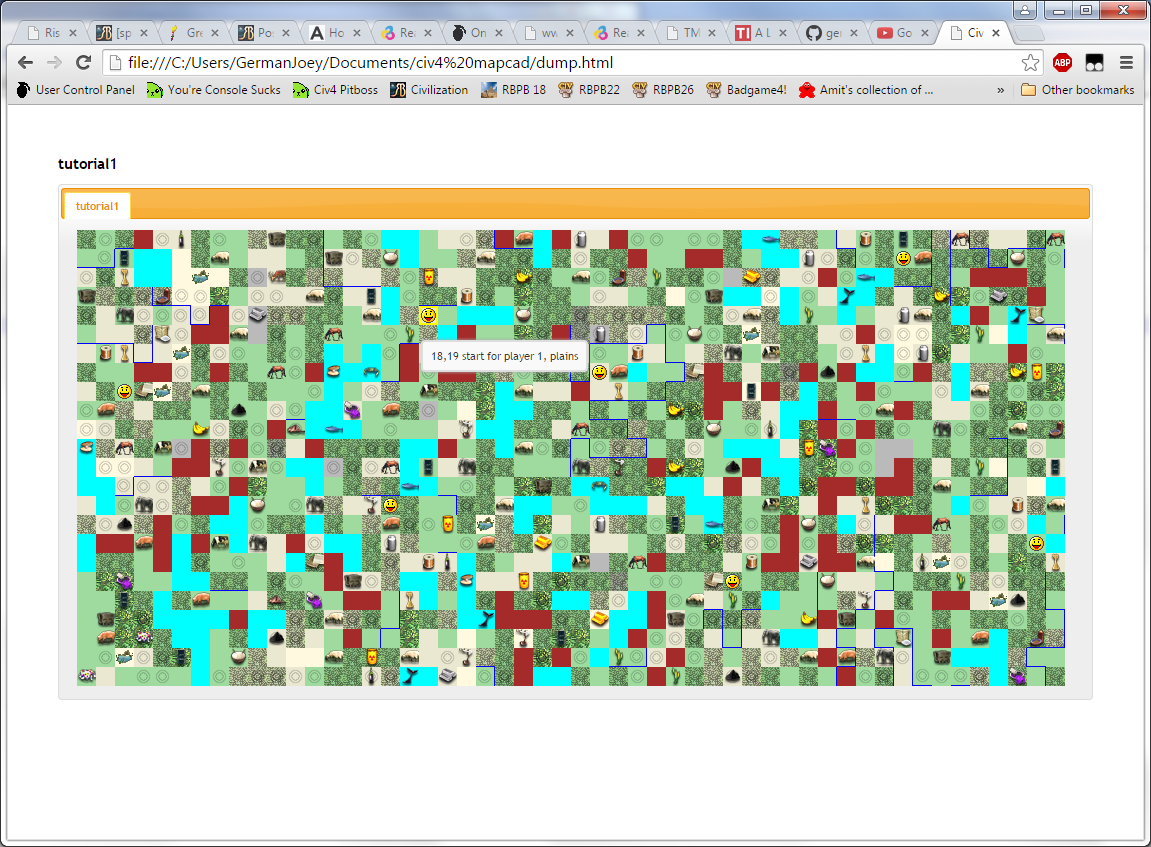 Ris
[sp
Gre
Po
Ho
Re
On
ww
Re
TM
A L
ger
Go
Civ
file:///C:/Users/GermanJoey/Documents/civ4%20mapcad/dump.html
ABP
User Control Panel
You're Console Sucks
Civ4 Pitboss
Civilization
RBPB 18
RBPB22
RBPB26
Badgame4!
Amit's collection of ...
»
Other bookmarks
tutorial1
tutorial1
18,19 start for player 1, plains